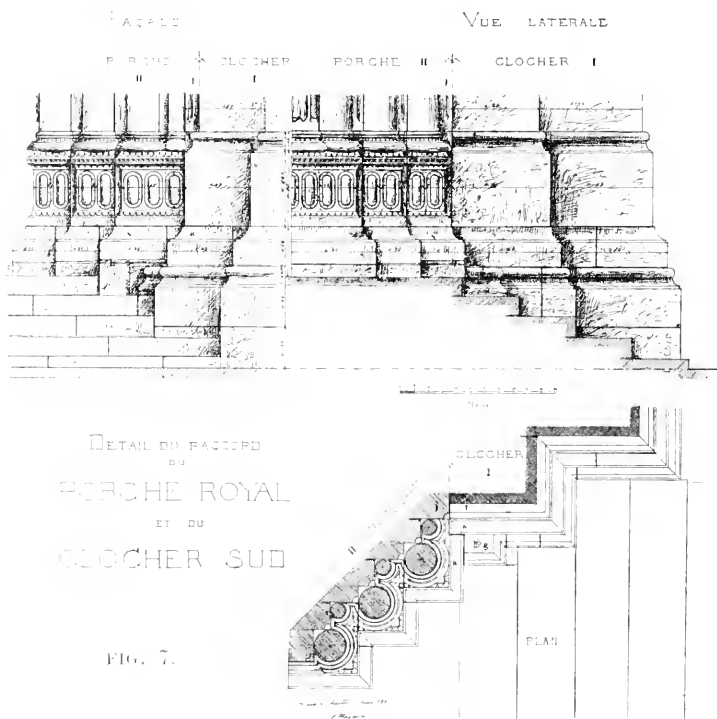 FAÇADE
VUE LATERALE
PORCHE CLOCHER PORCHE II CLOCHER I
II I
DETAIL DU RACCORD
DU
PORCHE ROYAL
ET DU
CLOCHER SUD
CLOCHER
I
II
PLAN
FIG. 7.